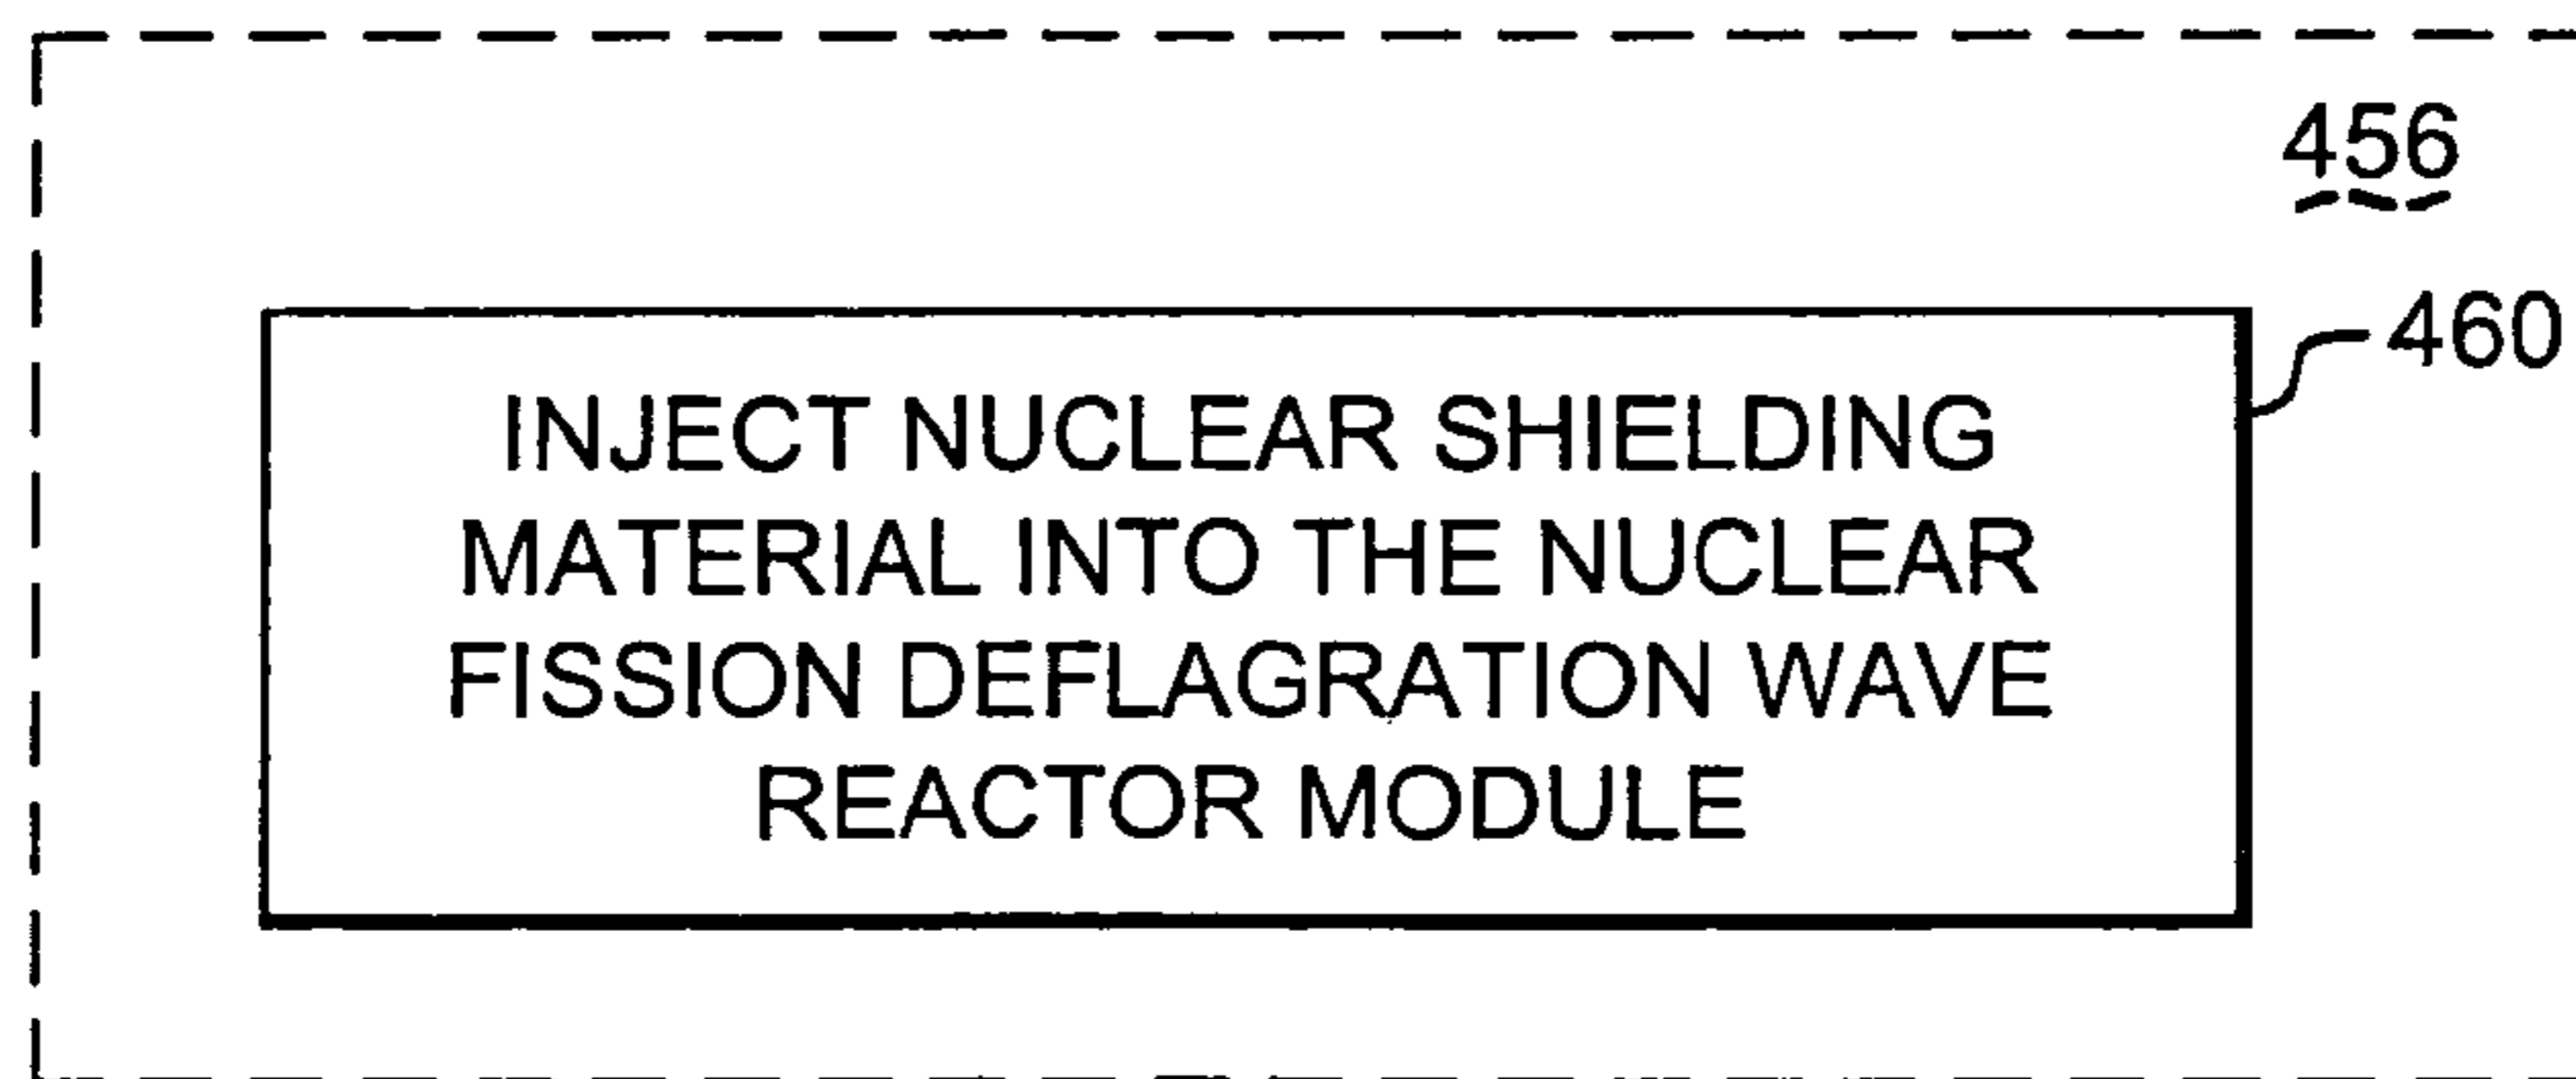 456
460
INJECT NUCLEAR SHIELDING
MATERIAL INTO THE NUCLEAR
FISSION DEFLAGRATION WAVE
REACTOR MODULE